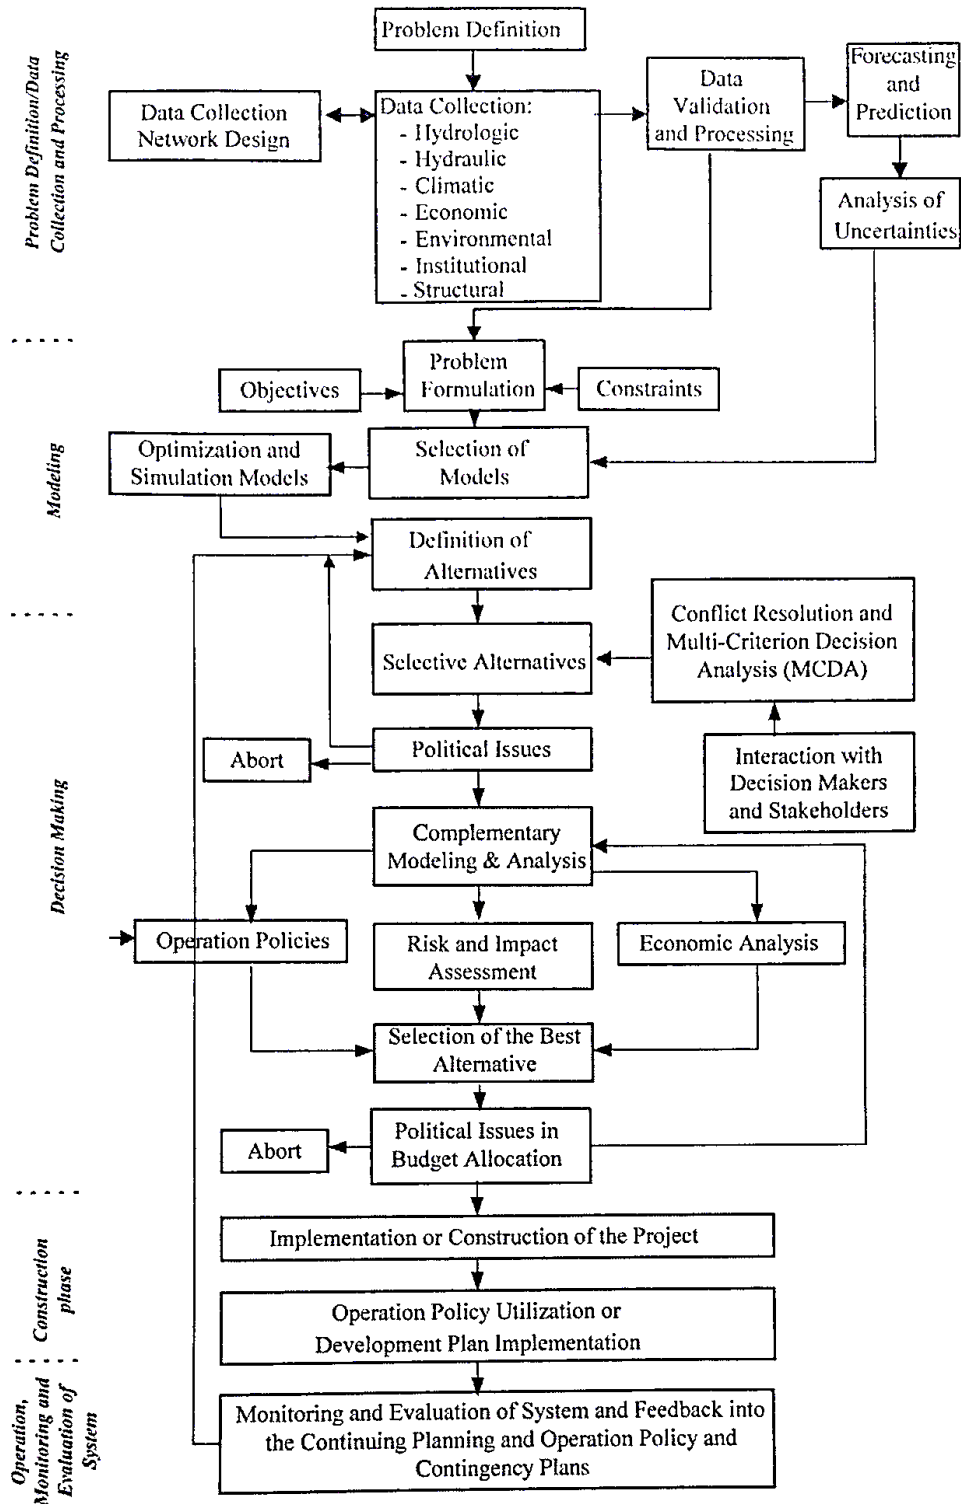 Problem Definition/Data
Collection and Processing
Problem Definition
Data Collection
Network Design
Data Collection:
- Hydrologic
- Hydraulic
- Climatic
- Economic
- Environmental
- Institutional
- Structural
Data
Validation
and Processing
Forecasting
and
Prediction
Analysis of
Uncertainties
Modeling
Problem
Formulation
Objectives
Constraints
Optimization and
Simulation Models
Selection of
Models
Definition of
Alternatives
Decision Making
Selective Alternatives
Conflict Resolution and
Multi-Criterion Decision
Analysis (MCDA)
Abort
Political Issues
Interaction with
Decision Makers
and Stakeholders
Complementary
Modeling & Analysis
Operation Policies
Risk and Impact
Assessment
Economic Analysis
Selection of the Best
Alternative
Abort
Political Issues in
Budget Allocation
Construction
phase
Implementation or Construction of the Project
Operation Policy Utilization or
Development Plan Implementation
Operation,
Monitoring and
Evaluation of
System
Monitoring and Evaluation of System and Feedback into
the Continuing Planning and Operation Policy and
Contingency Plans